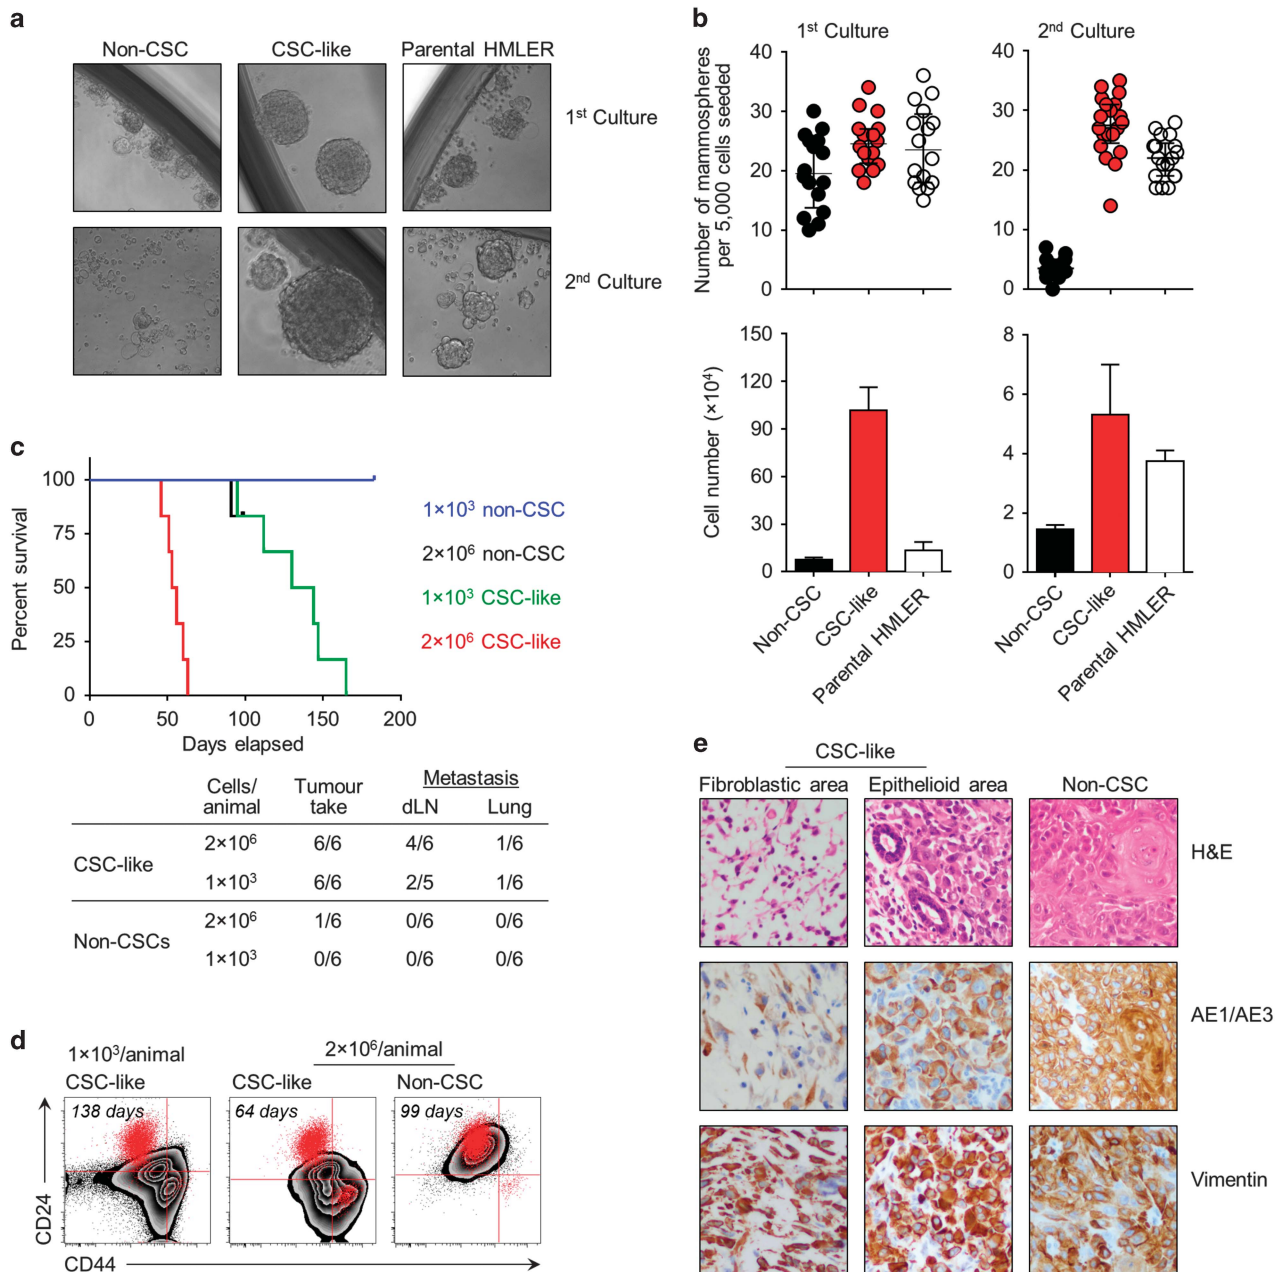 a
Non-CSC CSC-like Parental HMLER
1st Culture
2nd Culture
b
1st Culture 2nd Culture
Number of mammospheres
per 5,000 cells seeded
40 40
30 30
20 20
10 10
0 0
Cell number (×10⁴)
150 8
120 6
90 4
60 2
30 0
0
Non-CSC CSC-like Parental HMLER
Non-CSC CSC-like Parental HMLER
c
Percent survival
100
75
50
25
0
0 50 100 150 200
Days elapsed
1×10³ non-CSC
2×10⁶ non-CSC
1×10³ CSC-like
2×10⁶ CSC-like
Cells/ Tumour Metastasis
animal take dLN Lung
CSC-like 2×10⁶ 6/6 4/6 1/6
1×10³ 6/6 2/5 1/6
Non-CSCs 2×10⁶ 1/6 0/6 0/6
1×10³ 0/6 0/6 0/6
d
1×10³/animal 2×10⁶/animal
CSC-like CSC-like Non-CSC
138 days 64 days 99 days
CD24
CD44
e
CSC-like
Fibroblastic area Epithelioid area Non-CSC
H&E
AE1/AE3
Vimentin